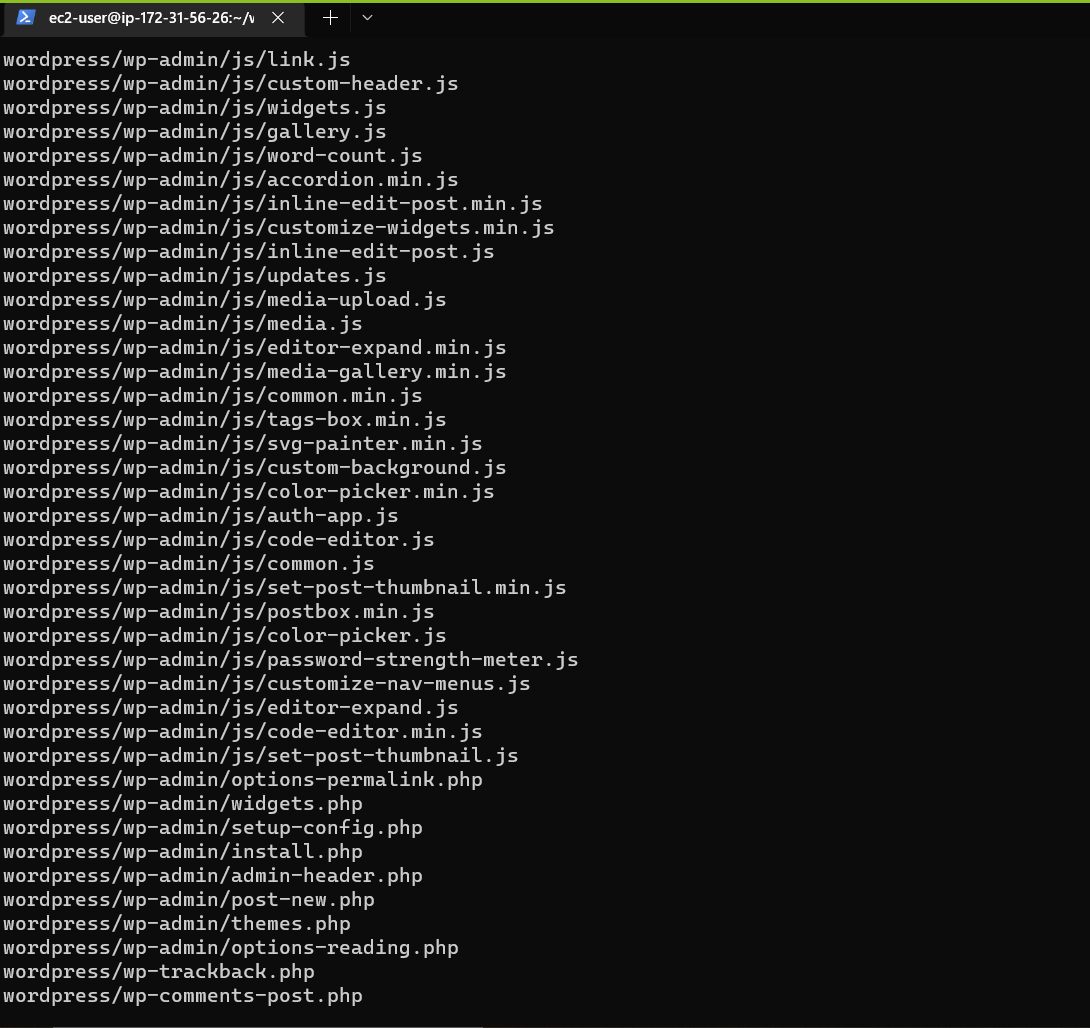 ec2-user@ip-172-31-56-26:~/v
wordpress/wp-admin/js/link.js
wordpress/wp-admin/js/custom-header.js
wordpress/wp-admin/js/widgets.js
wordpress/wp-admin/js/gallery.js
wordpress/wp-admin/js/word-count.js
wordpress/wp-admin/js/accordion.min.js
wordpress/wp-admin/js/inline-edit-post.min.js
wordpress/wp-admin/js/customize-widgets.min.js
wordpress/wp-admin/js/inline-edit-post.js
wordpress/wp-admin/js/updates.js
wordpress/wp-admin/js/media-upload.js
wordpress/wp-admin/js/media.js
wordpress/wp-admin/js/editor-expand.min.js
wordpress/wp-admin/js/media-gallery.min.js
wordpress/wp-admin/js/common.min.js
wordpress/wp-admin/js/tags-box.min.js
wordpress/wp-admin/js/svg-painter.min.js
wordpress/wp-admin/js/custom-background.js
wordpress/wp-admin/js/color-picker.min.js
wordpress/wp-admin/js/auth-app.js
wordpress/wp-admin/js/code-editor.js
wordpress/wp-admin/js/common.js
wordpress/wp-admin/js/set-post-thumbnail.min.js
wordpress/wp-admin/js/postbox.min.js
wordpress/wp-admin/js/color-picker.js
wordpress/wp-admin/js/password-strength-meter.js
wordpress/wp-admin/js/customize-nav-menus.js
wordpress/wp-admin/js/editor-expand.js
wordpress/wp-admin/js/code-editor.min.js
wordpress/wp-admin/js/set-post-thumbnail.js
wordpress/wp-admin/options-permalink.php
wordpress/wp-admin/widgets.php
wordpress/wp-admin/setup-config.php
wordpress/wp-admin/install.php
wordpress/wp-admin/admin-header.php
wordpress/wp-admin/post-new.php
wordpress/wp-admin/themes.php
wordpress/wp-admin/options-reading.php
wordpress/wp-trackback.php
wordpress/wp-comments-post.php